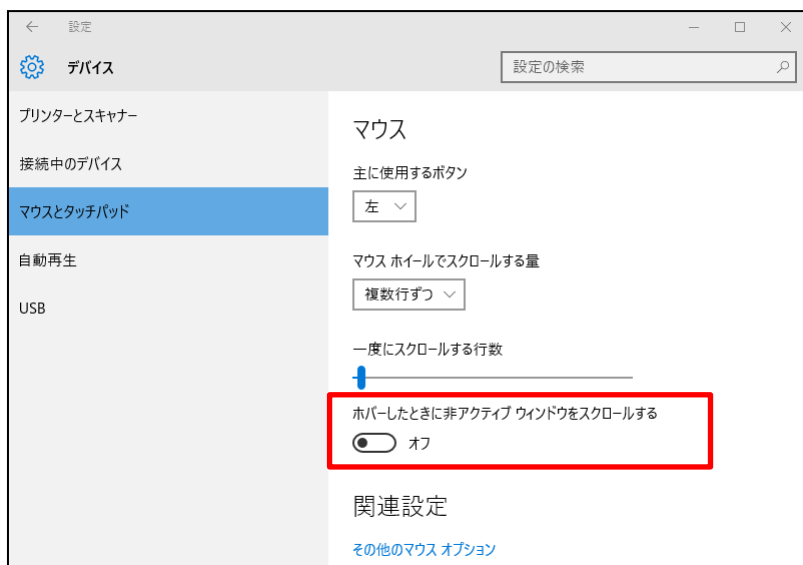 設定
デバイス
設定の検索
プリンターとスキャナー
接続中のデバイス
マウスとタッチパッド
自動再生
USB
マウス
主に使用するボタン
左
マウス ホイールでスクロールする量
複数行ずつ
一度にスクロールする行数
ホバーしたときに非アクティブ ウィンドウをスクロールする
オフ
関連設定
その他のマウス オプション